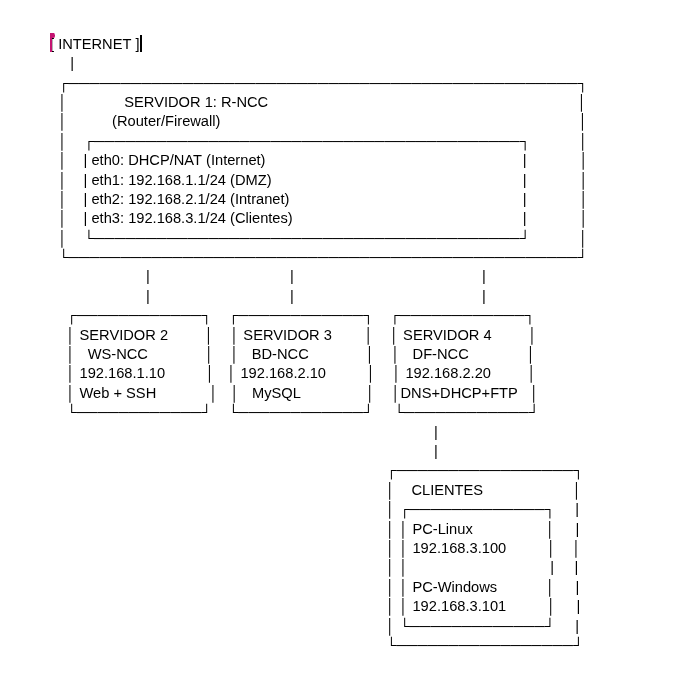 [ INTERNET ]
SERVIDOR 1: R-NCC
(Router/Firewall)
eth0: DHCP/NAT (Internet)
eth1: 192.168.1.1/24 (DMZ)
eth2: 192.168.2.1/24 (Intranet)
eth3: 192.168.3.1/24 (Clientes)
SERVIDOR 2 SERVIDOR 3 SERVIDOR 4
WS-NCC BD-NCC DF-NCC
192.168.1.10 192.168.2.10 192.168.2.20
Web + SSH MySQL DNS+DHCP+FTP
CLIENTES
PC-Linux
192.168.3.100
PC-Windows
192.168.3.101